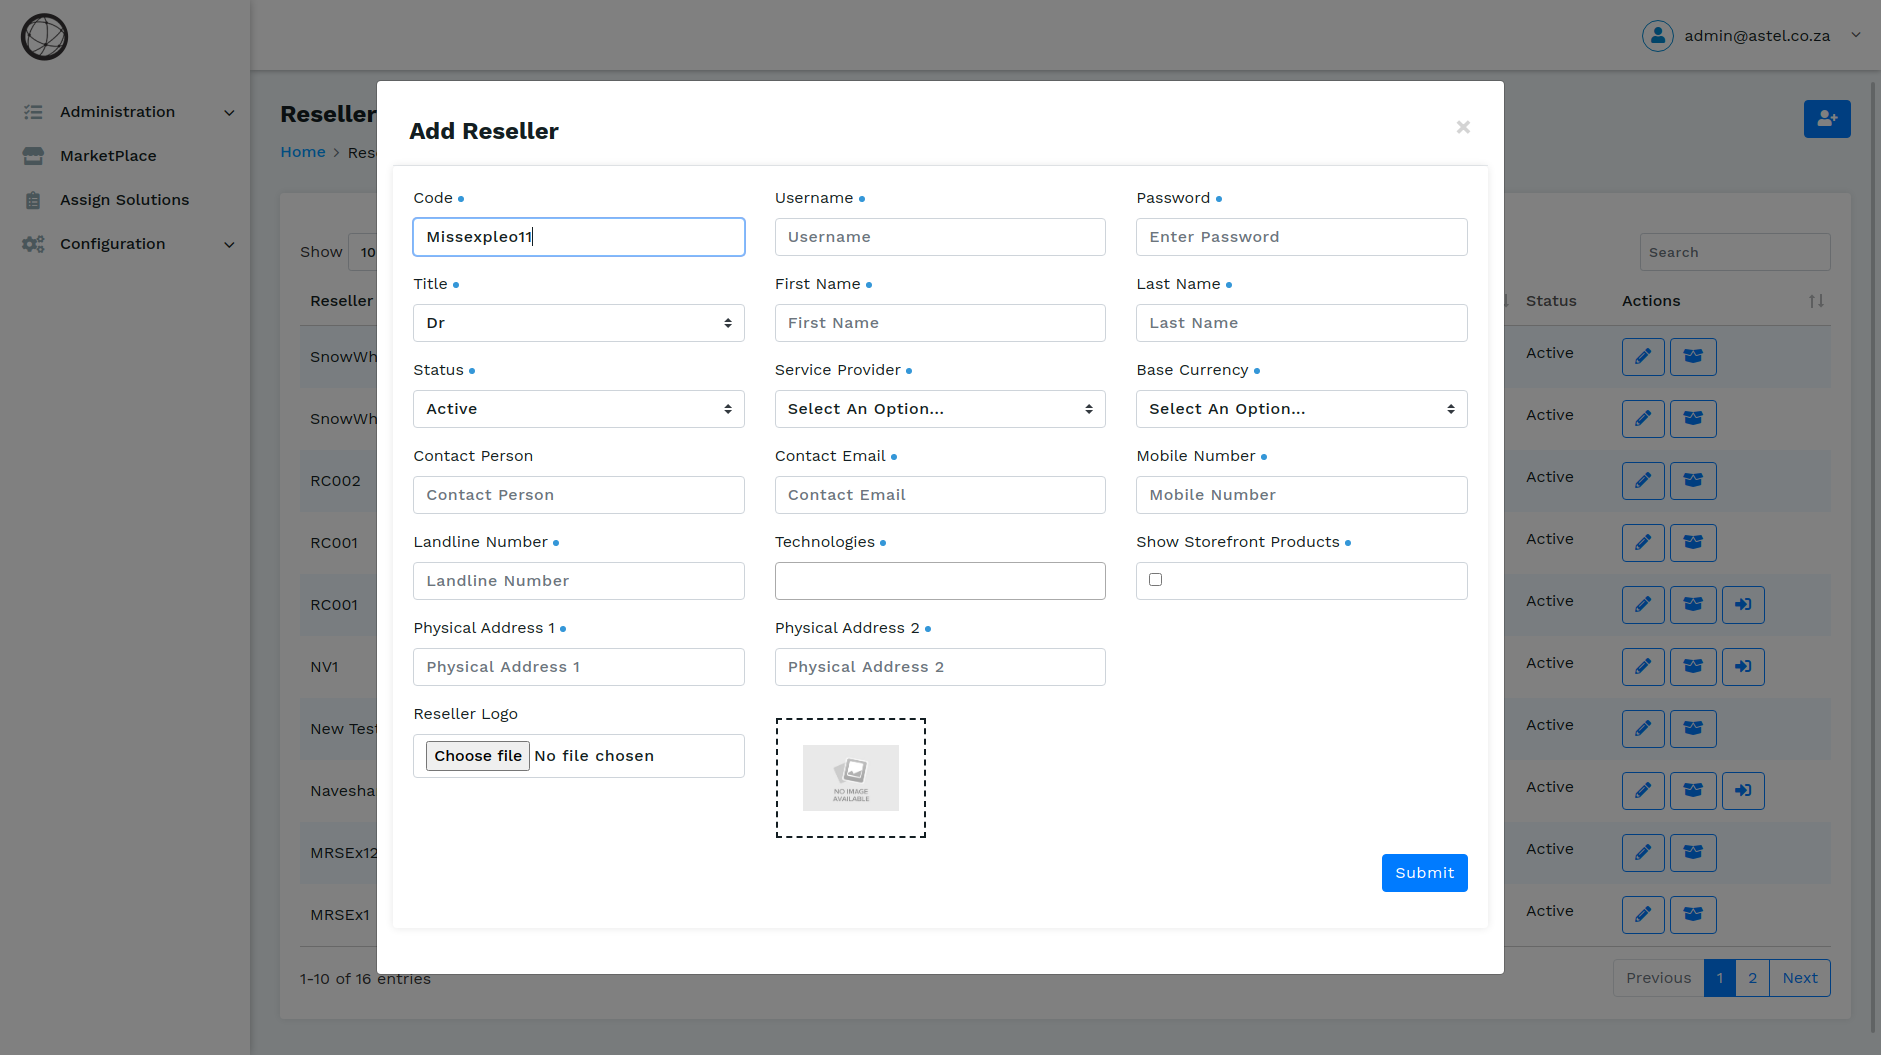 admin@astel.co.za
Administration
MarketPlace
Assign Solutions
Configuration
Reseller
Home > Res
Show 10
Search
Reseller
Status Actions
SnowWh Active
SnowWh Active
RC002 Active
RC001 Active
RC001 Active
NV1 Active
New Test Active
Navesha Active
MRSEx12 Active
MRSEx1 Active
1-10 of 16 entries
Previous 1 2 Next
Add Reseller ×
Code Username Password
Missexpleo11 Username Enter Password
Title First Name Last Name
Dr First Name Last Name
Status Service Provider Base Currency
Active Select An Option... Select An Option...
Contact Person Contact Email Mobile Number
Contact Person Contact Email Mobile Number
Landline Number Technologies Show Storefront Products
Landline Number
Physical Address 1 Physical Address 2
Physical Address 1 Physical Address 2
Reseller Logo
Choose file No file chosen
NO IMAGE
AVAILABLE
Submit